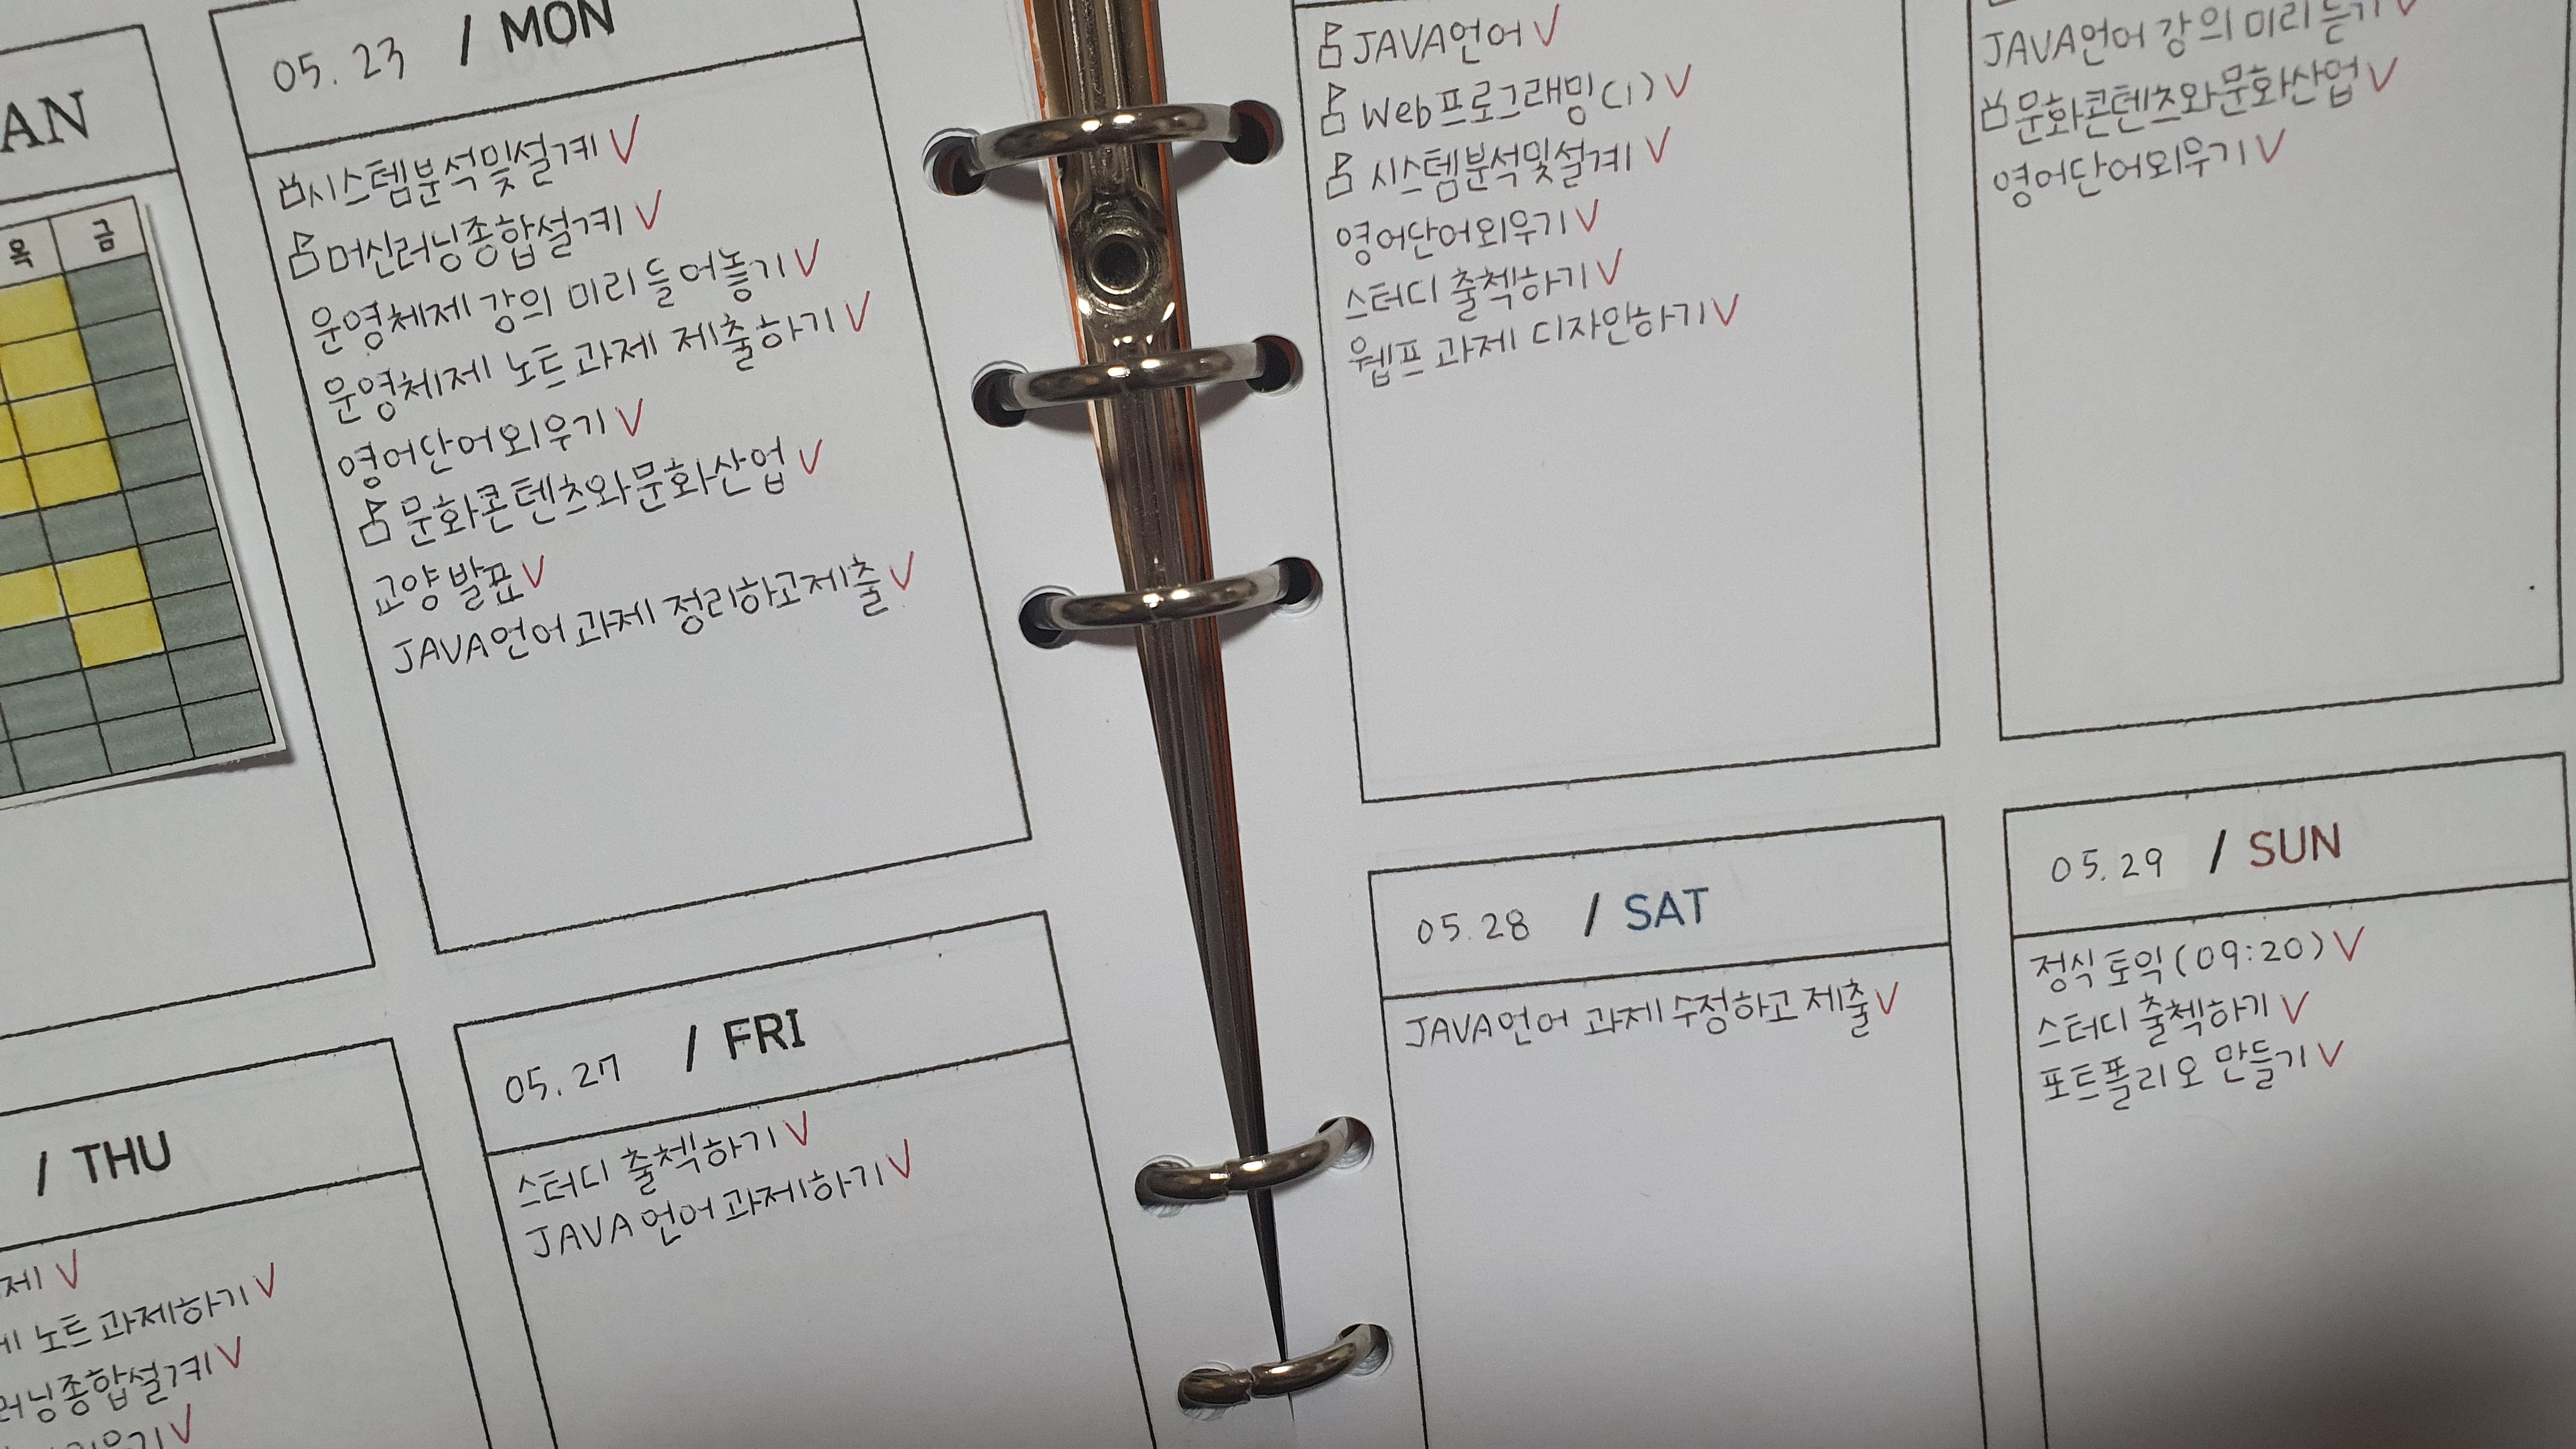 AN
목 금
05. 23 / MON
시스템분석및설계 V
머신러닝종합설계 V
운영체제 강의 미리 들어놓기 V
운영체제 노트과제 제출하기 V
영어단어외우기 V
문화콘텐츠와문화산업 V
교양 발표 V
JAVA언어 과제 정리하고제출 V
JAVA언어 V
Web프로그래밍(1) V
시스템분석및설계 V
영어단어외우기 V
스터디 출첵하기 V
웹프 과제 디자인하기 V
JAVA언어 강의 미리 듣기 V
문화콘텐츠와문화산업 V
영어단어외우기 V
/ THU
제 V
노트과제하기 V
러닝종합설계 V
외우기 V
05. 27 / FRI
스터디 출첵하기 V
JAVA언어 과제하기 V
05. 28 / SAT
JAVA언어 과제 수정하고 제출 V
05. 29 / SUN
정식 토익(09:20) V
스터디 출첵하기 V
포트폴리오 만들기 V